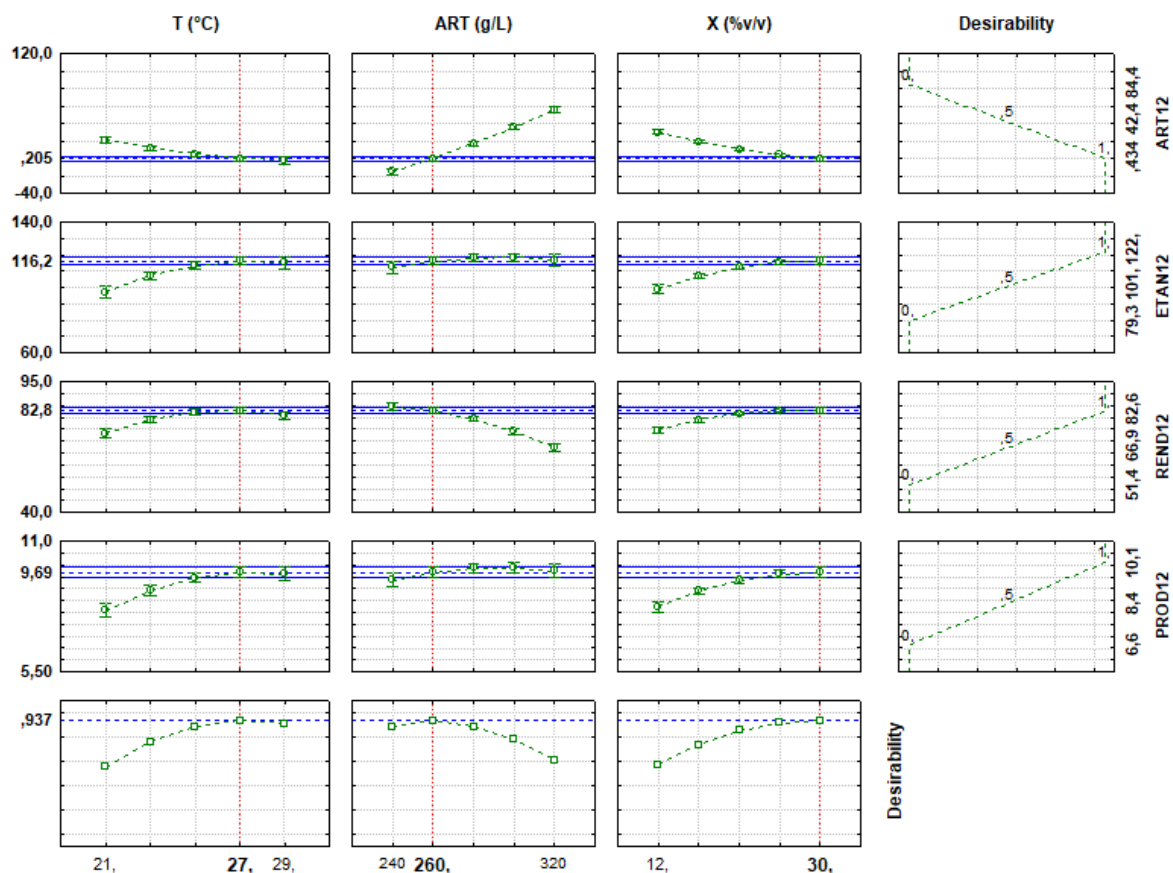 T (°C) ART (g/L) X (%v/v) Desirability
120,0
,205
-40,0
0,
,5
1,
,434 42,4 84,4
ART12
140,0
116,2
60,0
1,
,5
0,
79,3 101, 122,
ETAN12
95,0
82,8
40,0
1,
,5
0,
51,4 66,9 82,6
REND12
11,0
9,69
5,50
1,
,5
0,
6,6 8,4 10,1
PROD12
,937
Desirability
21, 27, 29, 240 260, 320 12, 30,